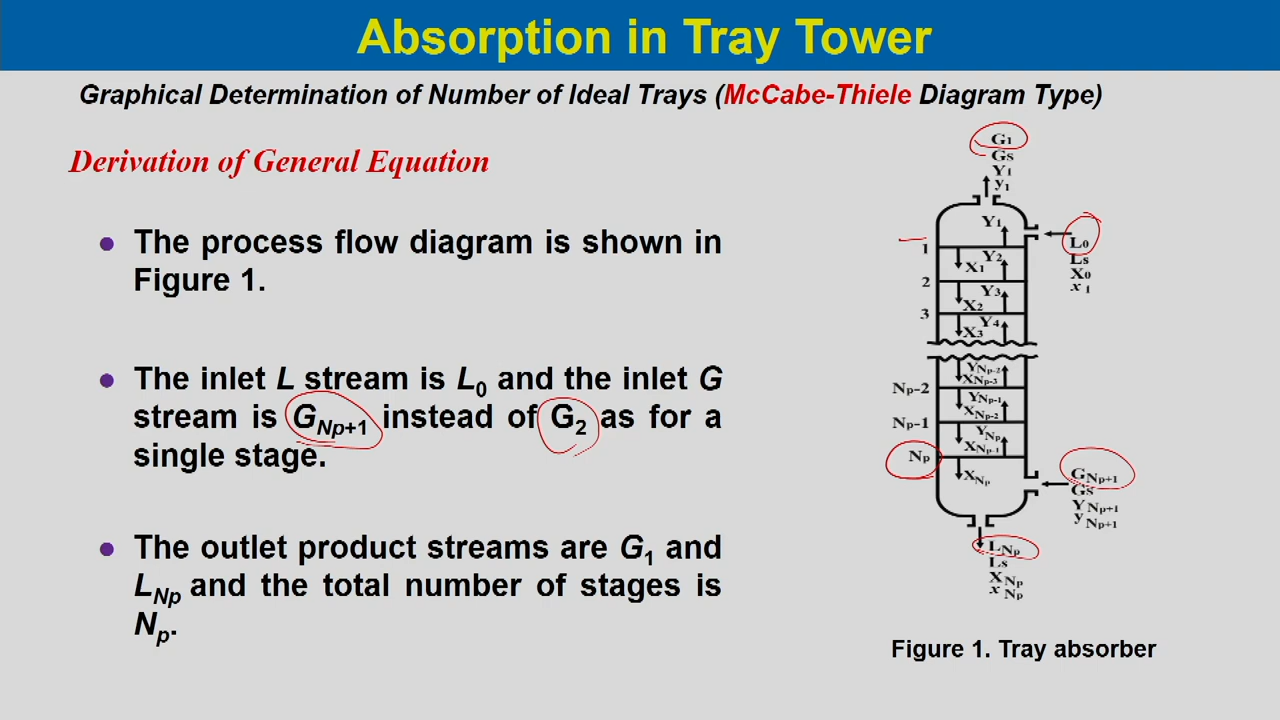 Absorption in Tray Tower
Graphical Determination of Number of Ideal Trays (McCabe-Thiele Diagram Type)
Derivation of General Equation
• The process flow diagram is shown in
Figure 1.
• The inlet L stream is L0 and the inlet G
stream is GNp+1 instead of G2 as for a
single stage.
• The outlet product streams are G1 and
LNp and the total number of stages is
Np.
G1
Gs
Y1
y1
Y1
L0
Ls
X0
x1
1
X1
Y2
2
X2
Y3
3
X3
Y4
YNp-2
XNp-3
Np-2
YNp-1
XNp-2
Np-1
YNp
XNp-1
Np
XNp
GNp+1
Gs
YNp+1
yNp+1
LNp
Ls
XNp
xNp
Figure 1. Tray absorber